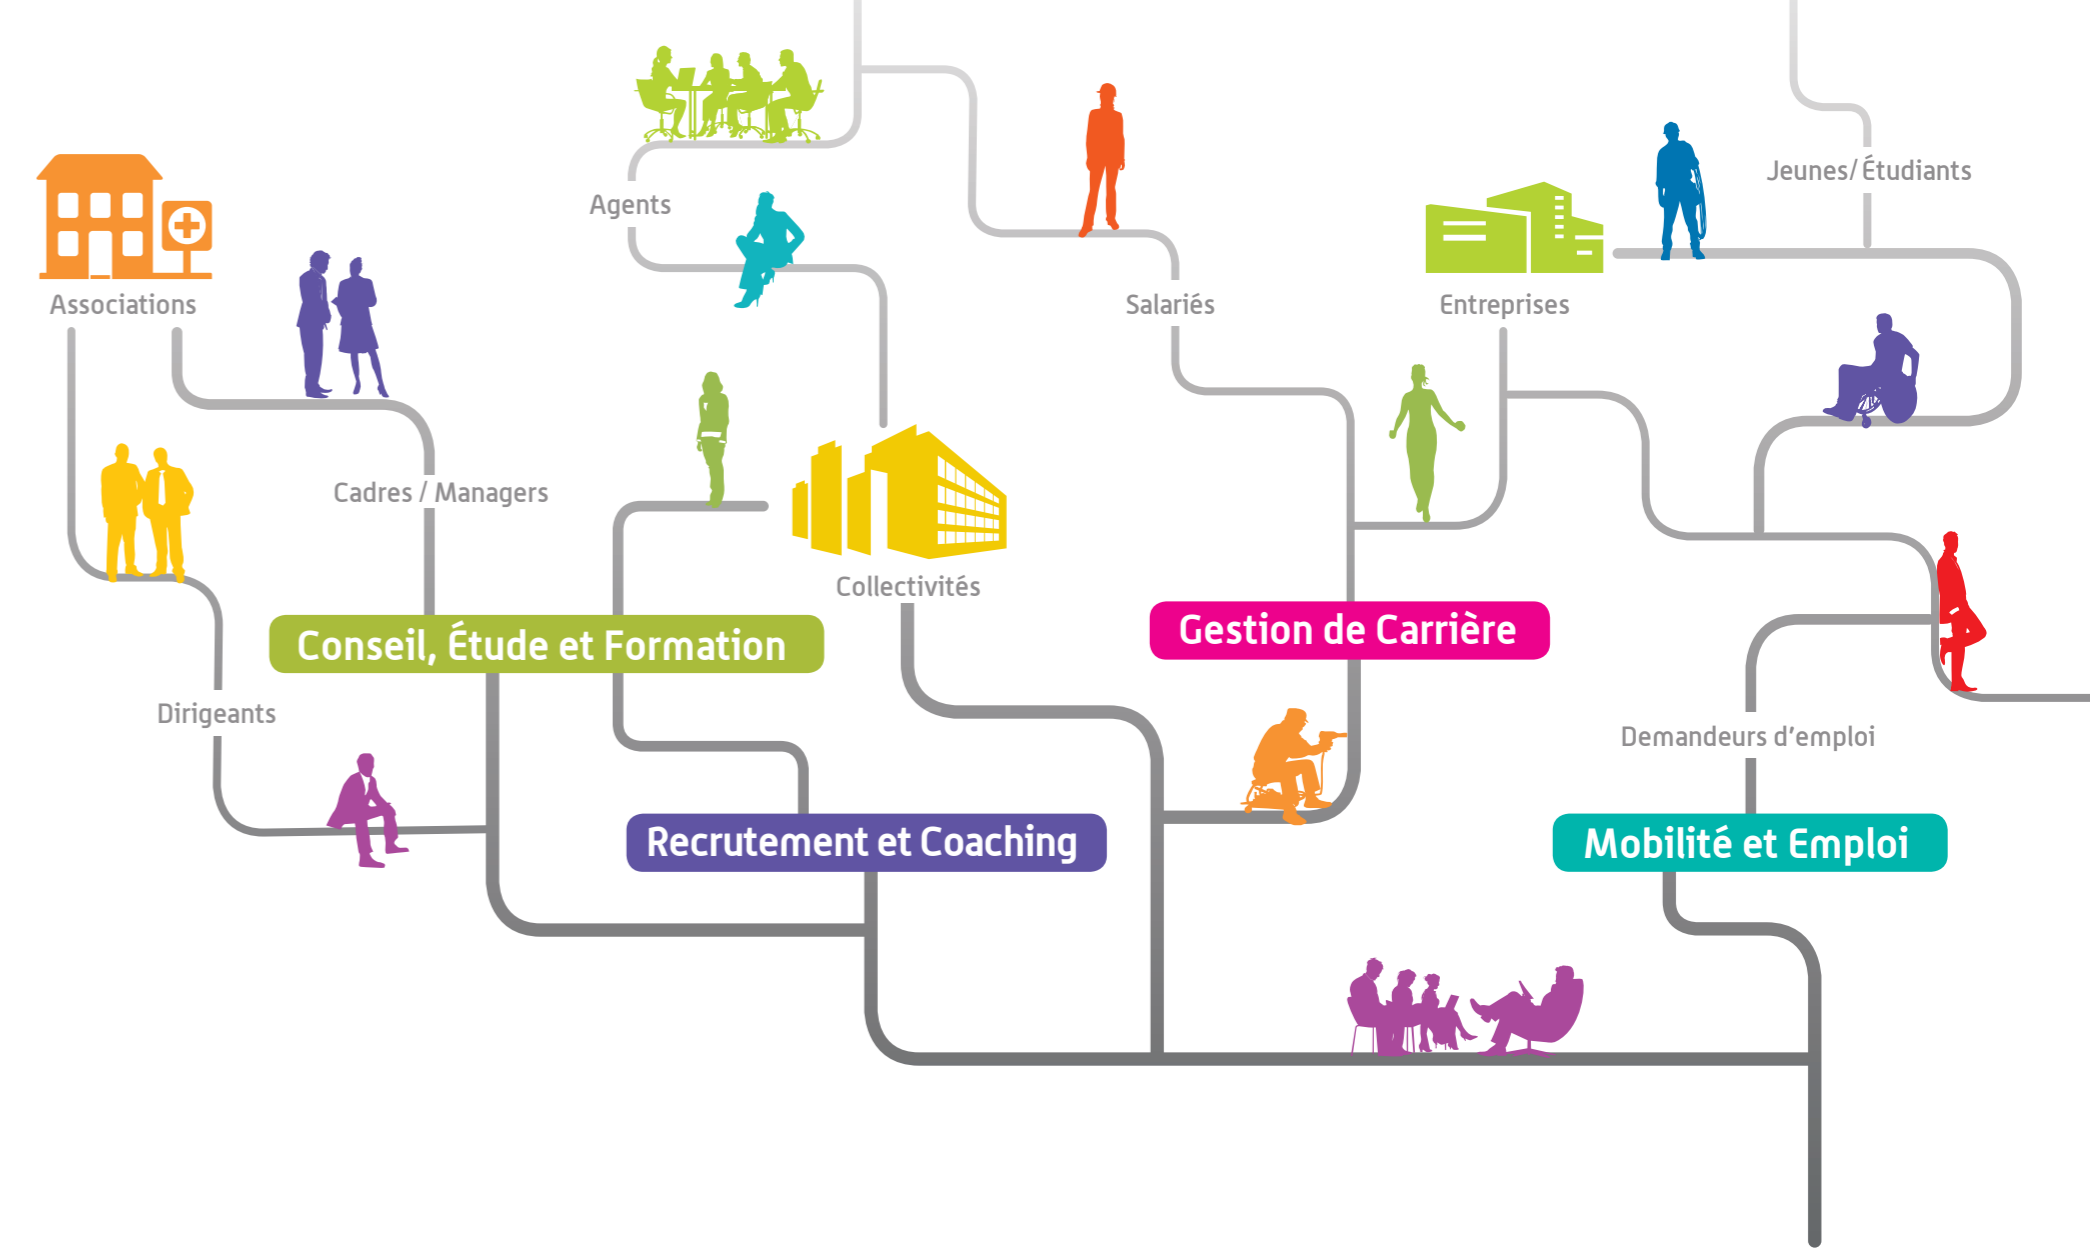 Jeunes/ Étudiants
Agents
Associations
Salariés
Entreprises
Cadres / Managers
Collectivités
Gestion de Carrière
Conseil, Étude et Formation
Dirigeants
Demandeurs d’emploi
Recrutement et Coaching
Mobilité et Emploi